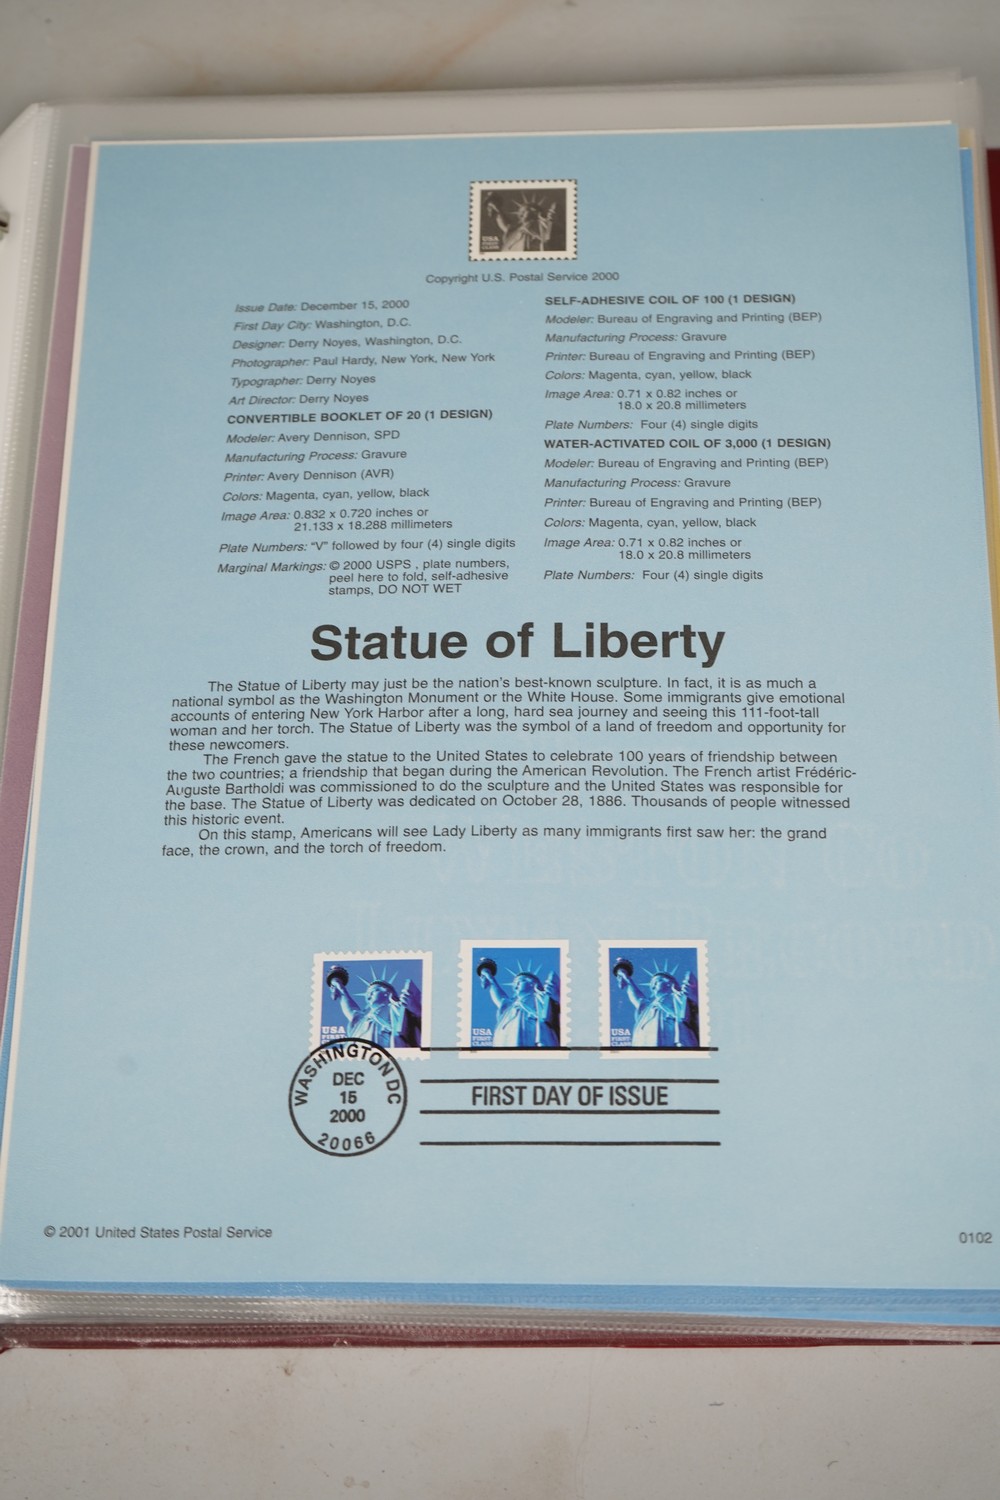 USA
FIRST-
CLASS
Copyright U.S. Postal Service 2000
Issue Date: December 15, 2000
First Day City: Washington, D.C.
Designer: Derry Noyes, Washington, D.C.
Photographer: Paul Hardy, New York, New York
Typographer: Derry Noyes
Art Director: Derry Noyes
CONVERTIBLE BOOKLET OF 20 (1 DESIGN)
Modeler: Avery Dennison, SPD
Manufacturing Process: Gravure
Printer: Avery Dennison (AVR)
Colors: Magenta, cyan, yellow, black
Image Area: 0.832 x 0.720 inches or
21.133 x 18.288 millimeters
Plate Numbers: “V” followed by four (4) single digits
Marginal Markings: © 2000 USPS , plate numbers,
peel here to fold, self-adhesive
stamps, DO NOT WET
SELF-ADHESIVE COIL OF 100 (1 DESIGN)
Modeler: Bureau of Engraving and Printing (BEP)
Manufacturing Process: Gravure
Printer: Bureau of Engraving and Printing (BEP)
Colors: Magenta, cyan, yellow, black
Image Area: 0.71 x 0.82 inches or
18.0 x 20.8 millimeters
Plate Numbers: Four (4) single digits
WATER-ACTIVATED COIL OF 3,000 (1 DESIGN)
Modeler: Bureau of Engraving and Printing (BEP)
Manufacturing Process: Gravure
Printer: Bureau of Engraving and Printing (BEP)
Colors: Magenta, cyan, yellow, black
Image Area: 0.71 x 0.82 inches or
18.0 x 20.8 millimeters
Plate Numbers: Four (4) single digits
Statue of Liberty
The Statue of Liberty may just be the nation’s best-known sculpture. In fact, it is as much a
national symbol as the Washington Monument or the White House. Some immigrants give emotional
accounts of entering New York Harbor after a long, hard sea journey and seeing this 111-foot-tall
woman and her torch. The Statue of Liberty was the symbol of a land of freedom and opportunity for
these newcomers.
The French gave the statue to the United States to celebrate 100 years of friendship between
the two countries; a friendship that began during the American Revolution. The French artist Frédéric-
Auguste Bartholdi was commissioned to do the sculpture and the United States was responsible for
the base. The Statue of Liberty was dedicated on October 28, 1886. Thousands of people witnessed
this historic event.
On this stamp, Americans will see Lady Liberty as many immigrants first saw her: the grand
face, the crown, and the torch of freedom.
USA
FIRST-
USA
FIRST-
CLASS
USA
FIRST-
CLASS
WASHINGTON DC
DEC
15
2000
20066
FIRST DAY OF ISSUE
© 2001 United States Postal Service
0102